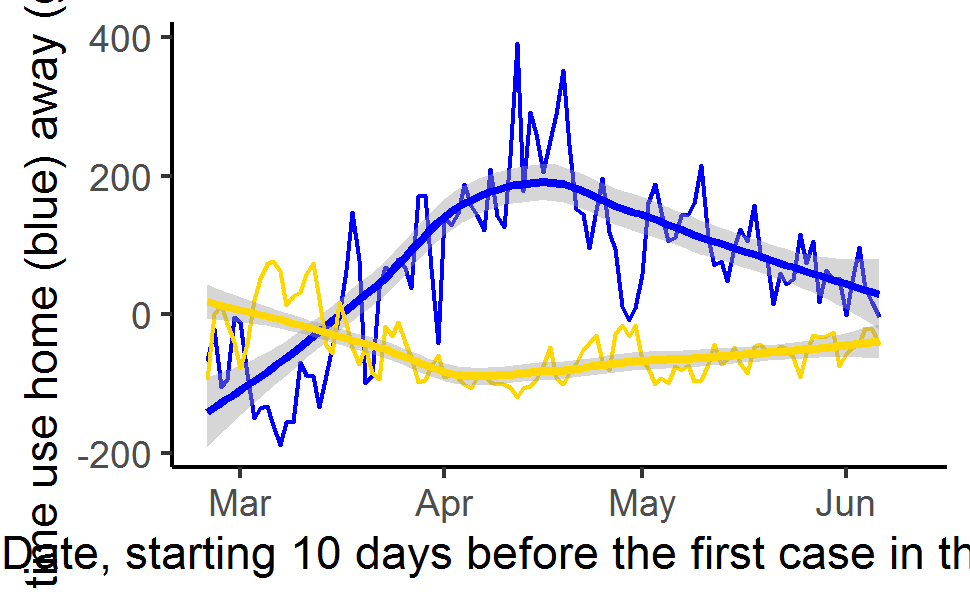 time use home (blue) away (
400
200
0
-200
Mar Apr May Jun
Date, starting 10 days before the first case in th